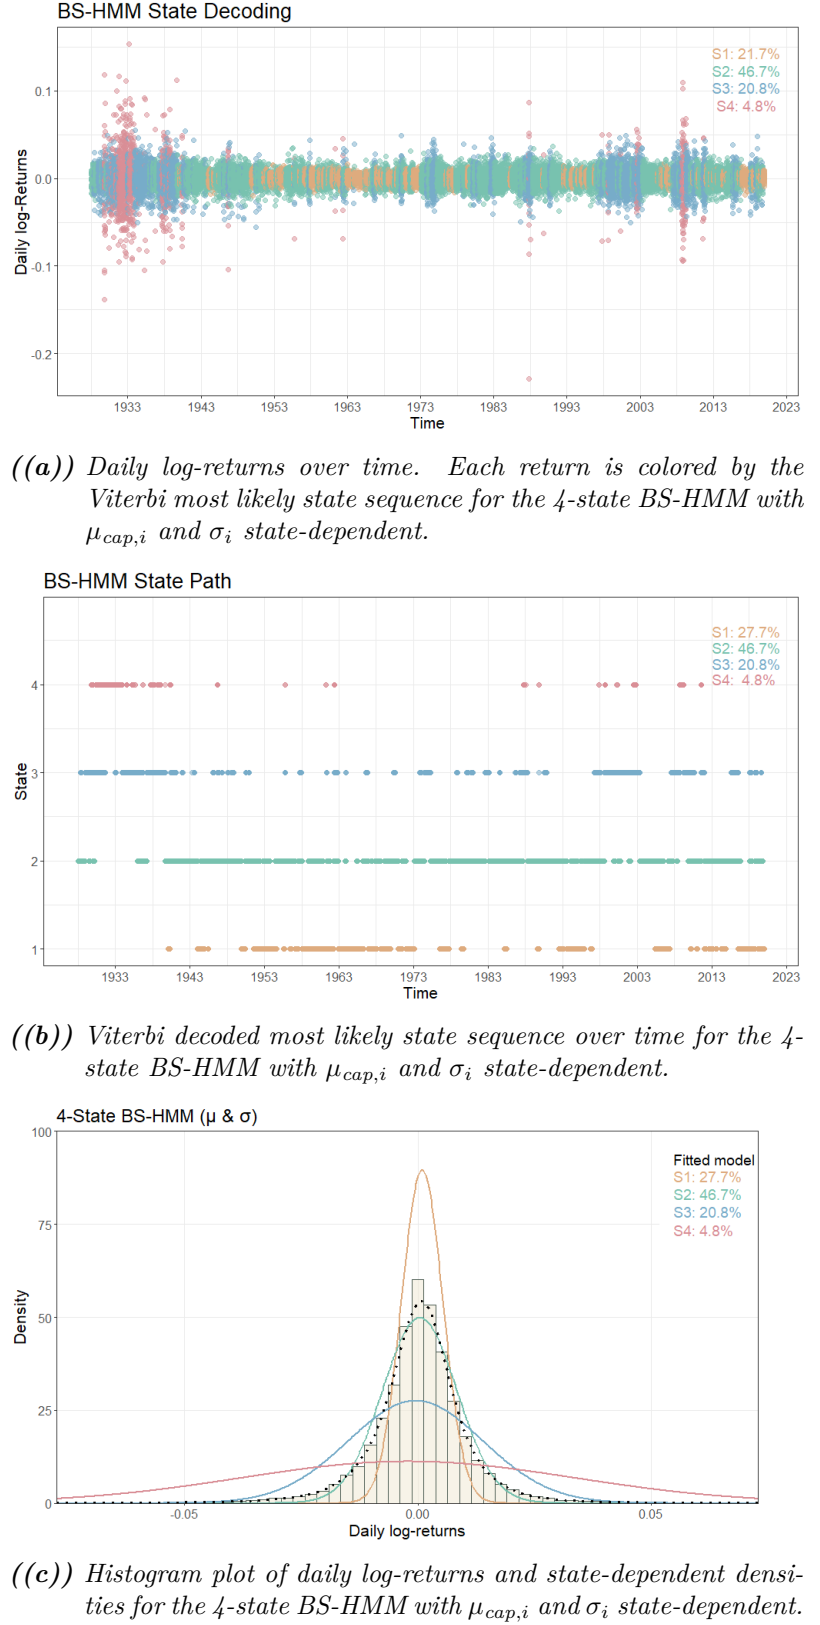 BS-HMM State Decoding
S1: 21.7%
S2: 46.7%
S3: 20.8%
S4: 4.8%
0.1
0.0
-0.1
-0.2
Daily log-Returns
1933 1943 1953 1963 1973 1983 1993 2003 2013 2023
Time
((a)) Daily log-returns over time. Each return is colored by the
Viterbi most likely state sequence for the 4-state BS-HMM with
μcap,i and σi state-dependent.
BS-HMM State Path
S1: 27.7%
S2: 46.7%
S3: 20.8%
S4: 4.8%
4
3
2
1
State
1933 1943 1953 1963 1973 1983 1993 2003 2013 2023
Time
((b)) Viterbi decoded most likely state sequence over time for the 4-
state BS-HMM with μcap,i and σi state-dependent.
4-State BS-HMM (μ & σ)
Fitted model
S1: 27.7%
S2: 46.7%
S3: 20.8%
S4: 4.8%
100
75
50
25
0
Density
-0.05 0.00 0.05
Daily log-returns
((c)) Histogram plot of daily log-returns and state-dependent densi-
ties for the 4-state BS-HMM with μcap,i and σi state-dependent.